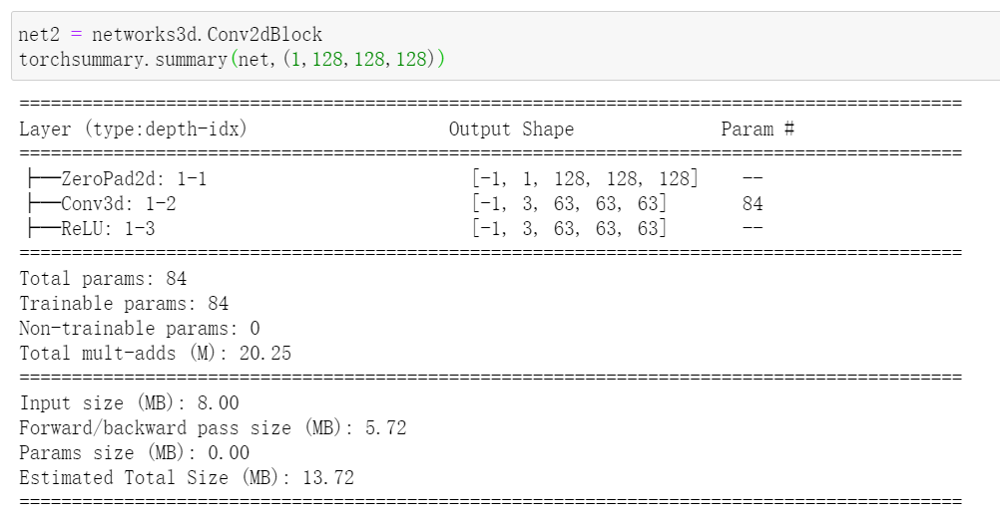 net2 = networks3d.Conv2dBlock
torchsummary.summary(net,(1,128,128,128))
==========================================================================================
Layer (type:depth-idx)                   Output Shape              Param #
==========================================================================================
├──ZeroPad2d: 1-1                        [-1, 1, 128, 128, 128]    --
├──Conv3d: 1-2                           [-1, 3, 63, 63, 63]       84
├──ReLU: 1-3                             [-1, 3, 63, 63, 63]       --
==========================================================================================
Total params: 84
Trainable params: 84
Non-trainable params: 0
Total mult-adds (M): 20.25
==========================================================================================
Input size (MB): 8.00
Forward/backward pass size (MB): 5.72
Params size (MB): 0.00
Estimated Total Size (MB): 13.72
==========================================================================================